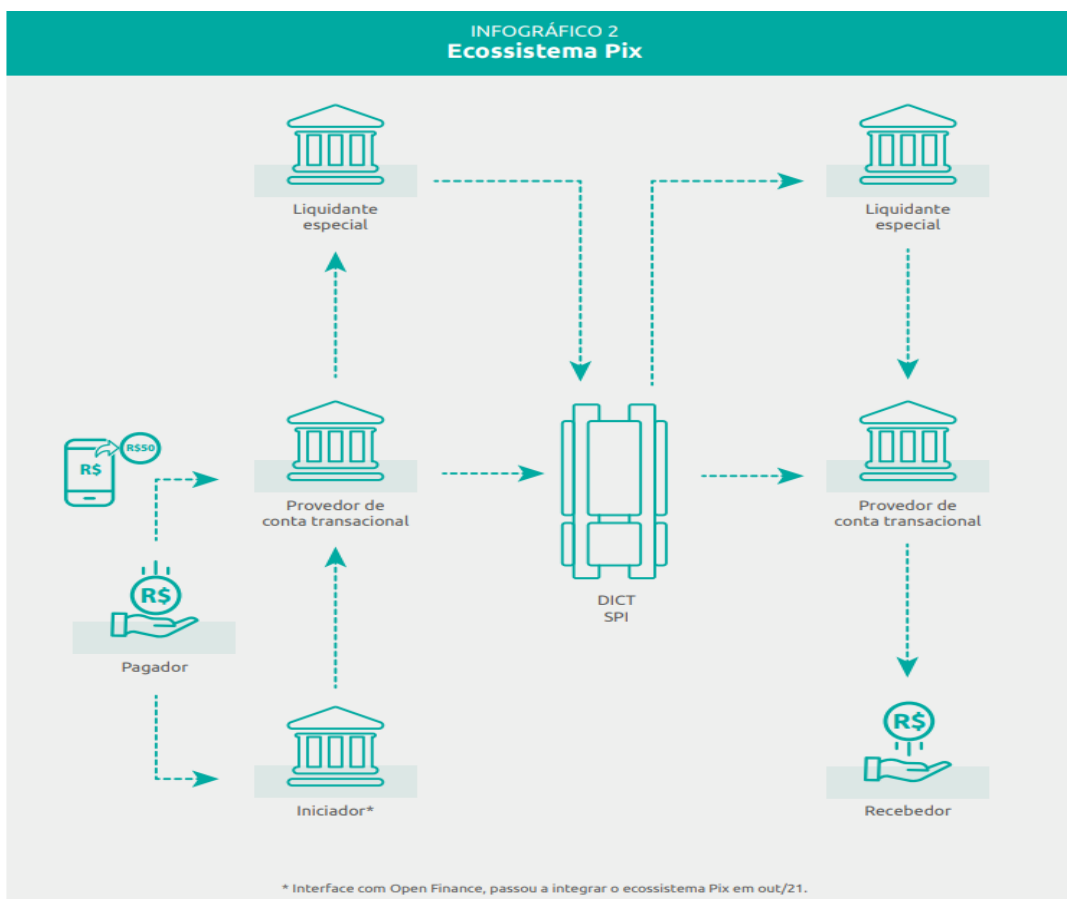 INFOGRÁFICO 2
Ecossistema Pix
Liquidante
especial
Liquidante
especial
R$
R$50
Provedor de
conta transacional
DICT
SPI
Provedor de
conta transacional
R$
Pagador
Iniciador*
R$
Recebedor
* Interface com Open Finance, passou a integrar o ecossistema Pix em out/21.